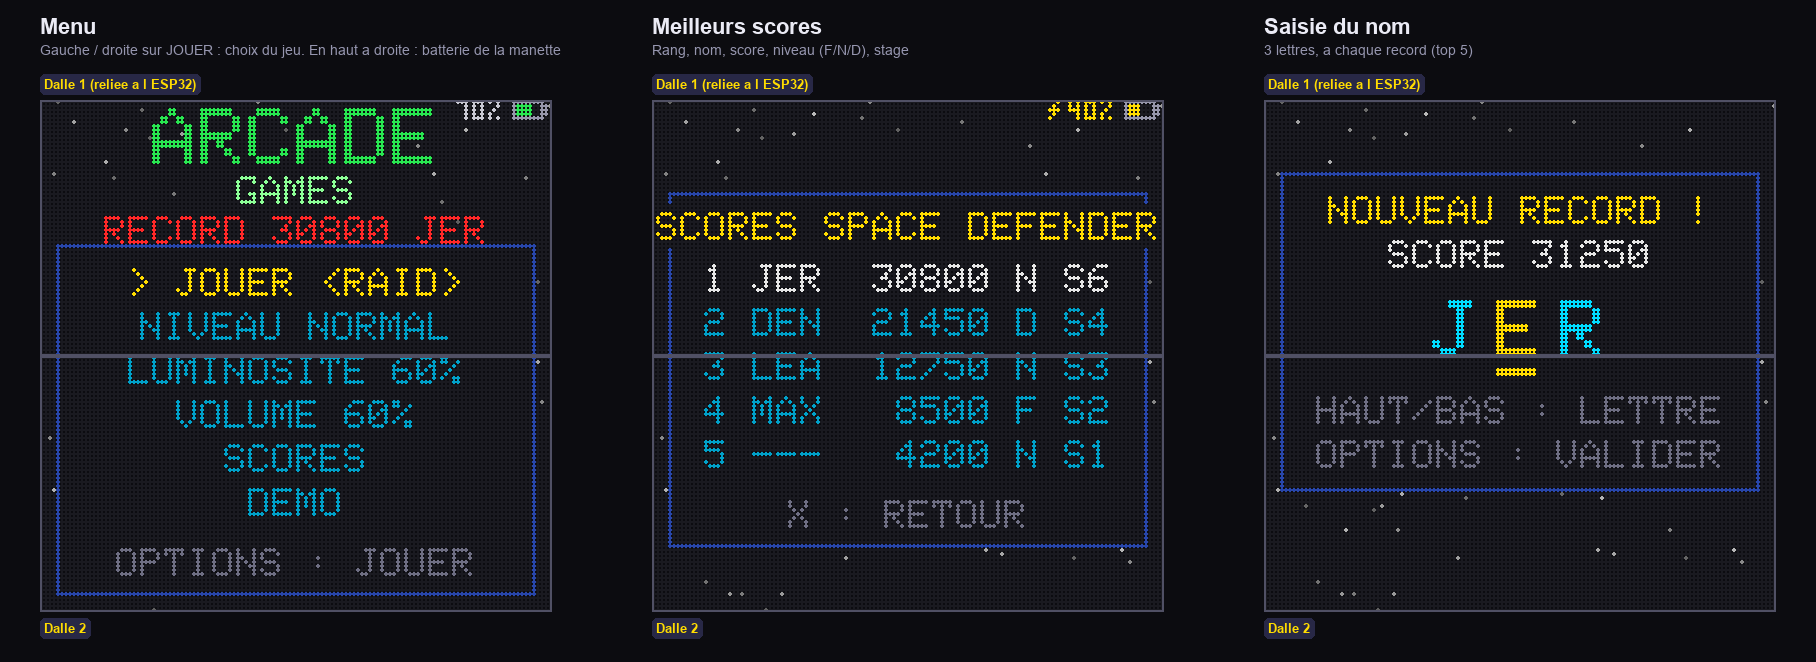 Menu
Gauche / droite sur JOUER : choix du jeu. En haut a droite : batterie de la manette
Dalle 1 (reliee a l ESP32)
ARCADE
GAMES
RECORD 30800 JER
> JOUER <RAID>
NIVEAU NORMAL
LUMINOSITE 60%
VOLUME 60%
SCORES
DEMO
OPTIONS : JOUER
Dalle 2
Meilleurs scores
Rang, nom, score, niveau (F/N/D), stage
Dalle 1 (reliee a l ESP32)
40%
SCORES SPACE DEFENDER
1 JER 30800 N S6
2 DEN 21450 D S4
3 LEA 12750 N S3
4 MAX 8500 F S2
5 --- 4200 N S1
X : RETOUR
Dalle 2
Saisie du nom
3 lettres, a chaque record (top 5)
Dalle 1 (reliee a l ESP32)
NOUVEAU RECORD !
SCORE 31250
JER
HAUT/BAS : LETTRE
OPTIONS : VALIDER
Dalle 2